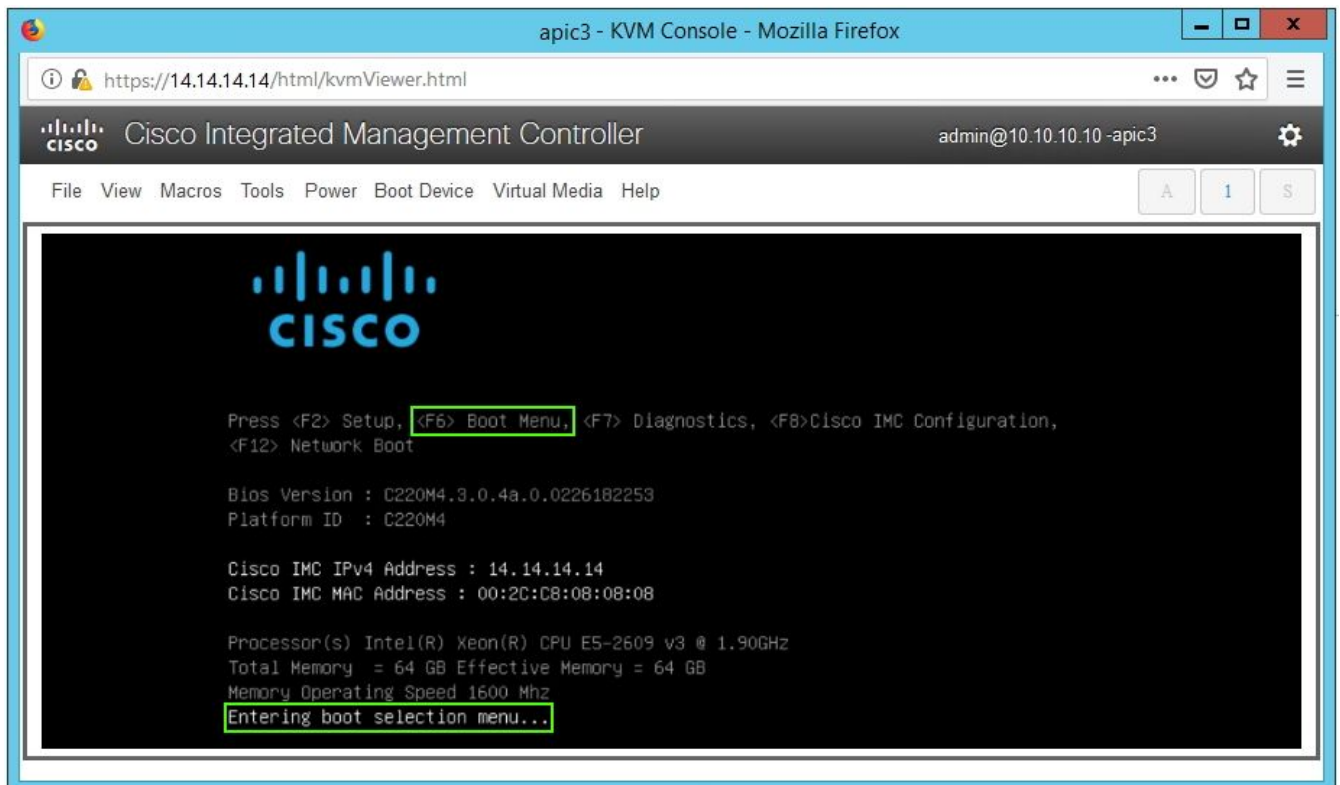 apic3 - KVM Console - Mozilla Firefox
https://14.14.14.14/html/kvmViewer.html
CISCO Cisco Integrated Management Controller admin@10.10.10.10 -apic3
File View Macros Tools Power Boot Device Virtual Media Help A 1 S
CISCO
Press <F2> Setup, <F6> Boot Menu, <F7> Diagnostics, <F8>Cisco IMC Configuration,
<F12> Network Boot
Bios Version : C220M4.3.0.4a.0.0226182253
Platform ID : C220M4
Cisco IMC IPv4 Address : 14.14.14.14
Cisco IMC MAC Address : 00:2C:C8:08:08:08
Processor(s) Intel(R) Xeon(R) CPU E5-2609 v3 @ 1.90GHz
Total Memory = 64 GB Effective Memory = 64 GB
Memory Operating Speed 1600 Mhz
Entering boot selection menu...